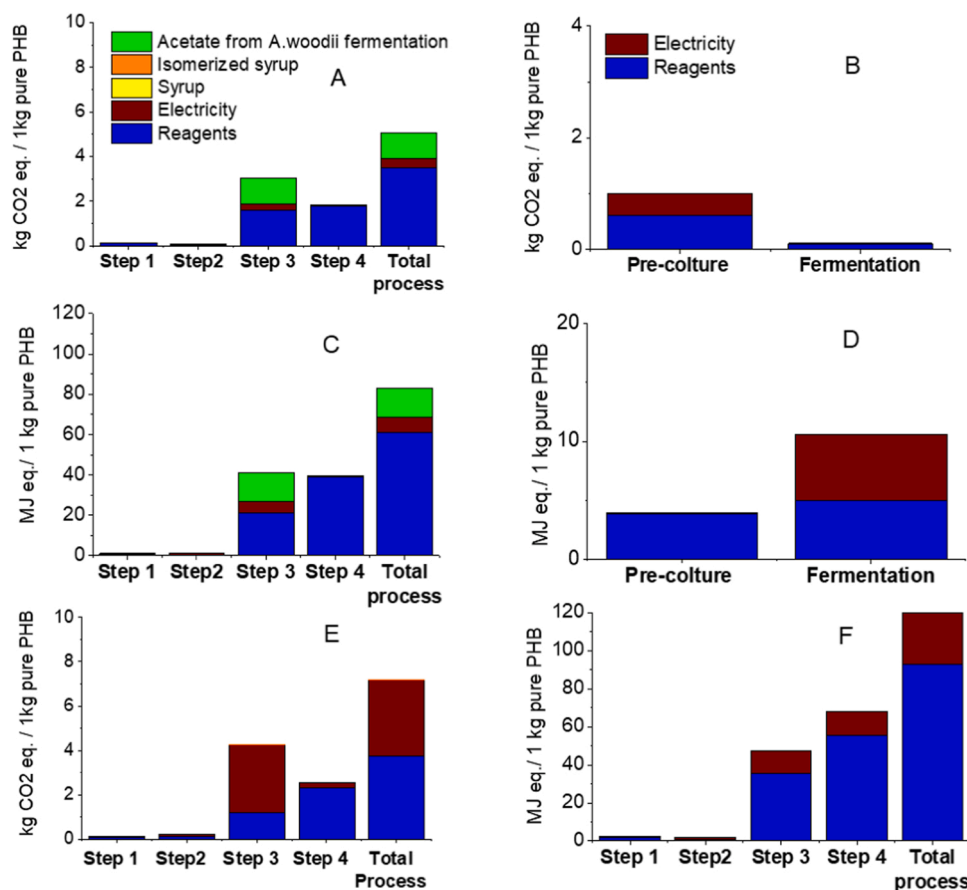 kg CO2 eq. / 1kg pure PHB
10
8
6
4
2
0
Acetate from A.woodii fermentation
Isomerized syrup
Syrup
Electricity
Reagents
A
Step 1 Step2 Step 3 Step 4 Total process
kg CO2 eq. / 1kg pure PHB
4
2
0
Electricity
Reagents
B
Pre-colture Fermentation
MJ eq./ 1 kg pure PHB
120
100
80
60
40
20
0
C
Step 1 Step2 Step 3 Step 4 Total process
MJ eq./ 1 kg pure PHB
20
10
0
D
Pre-colture Fermentation
kg CO2 eq. / 1kg pure PHB
10
8
6
4
2
0
E
Step 1 Step2 Step 3 Step 4 Total Process
MJ eq./ 1 kg pure PHB
120
100
80
60
40
20
0
F
Step 1 Step2 Step 3 Step 4 Total process